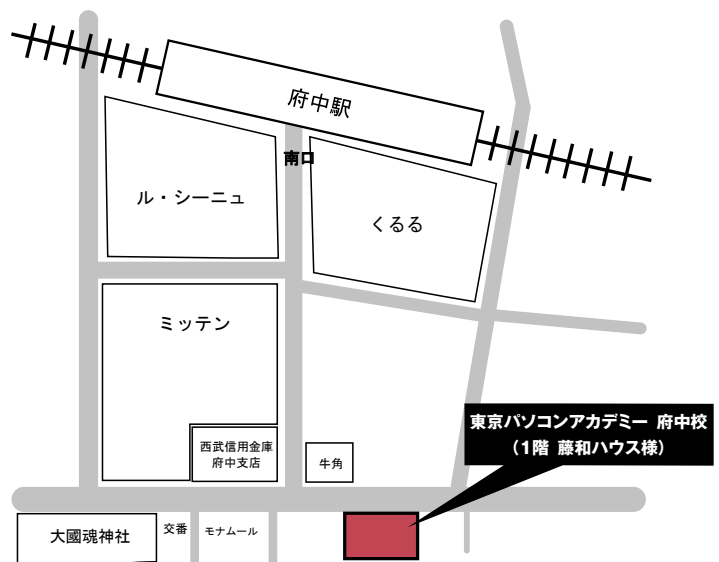 府中駅
南口
ル・シーニュ
くるる
ミッテン
東京パソコンアカデミー 府中校
（1階 藤和ハウス様）
西武信用金庫
府中支店
牛角
大國魂神社
交番
モナムール